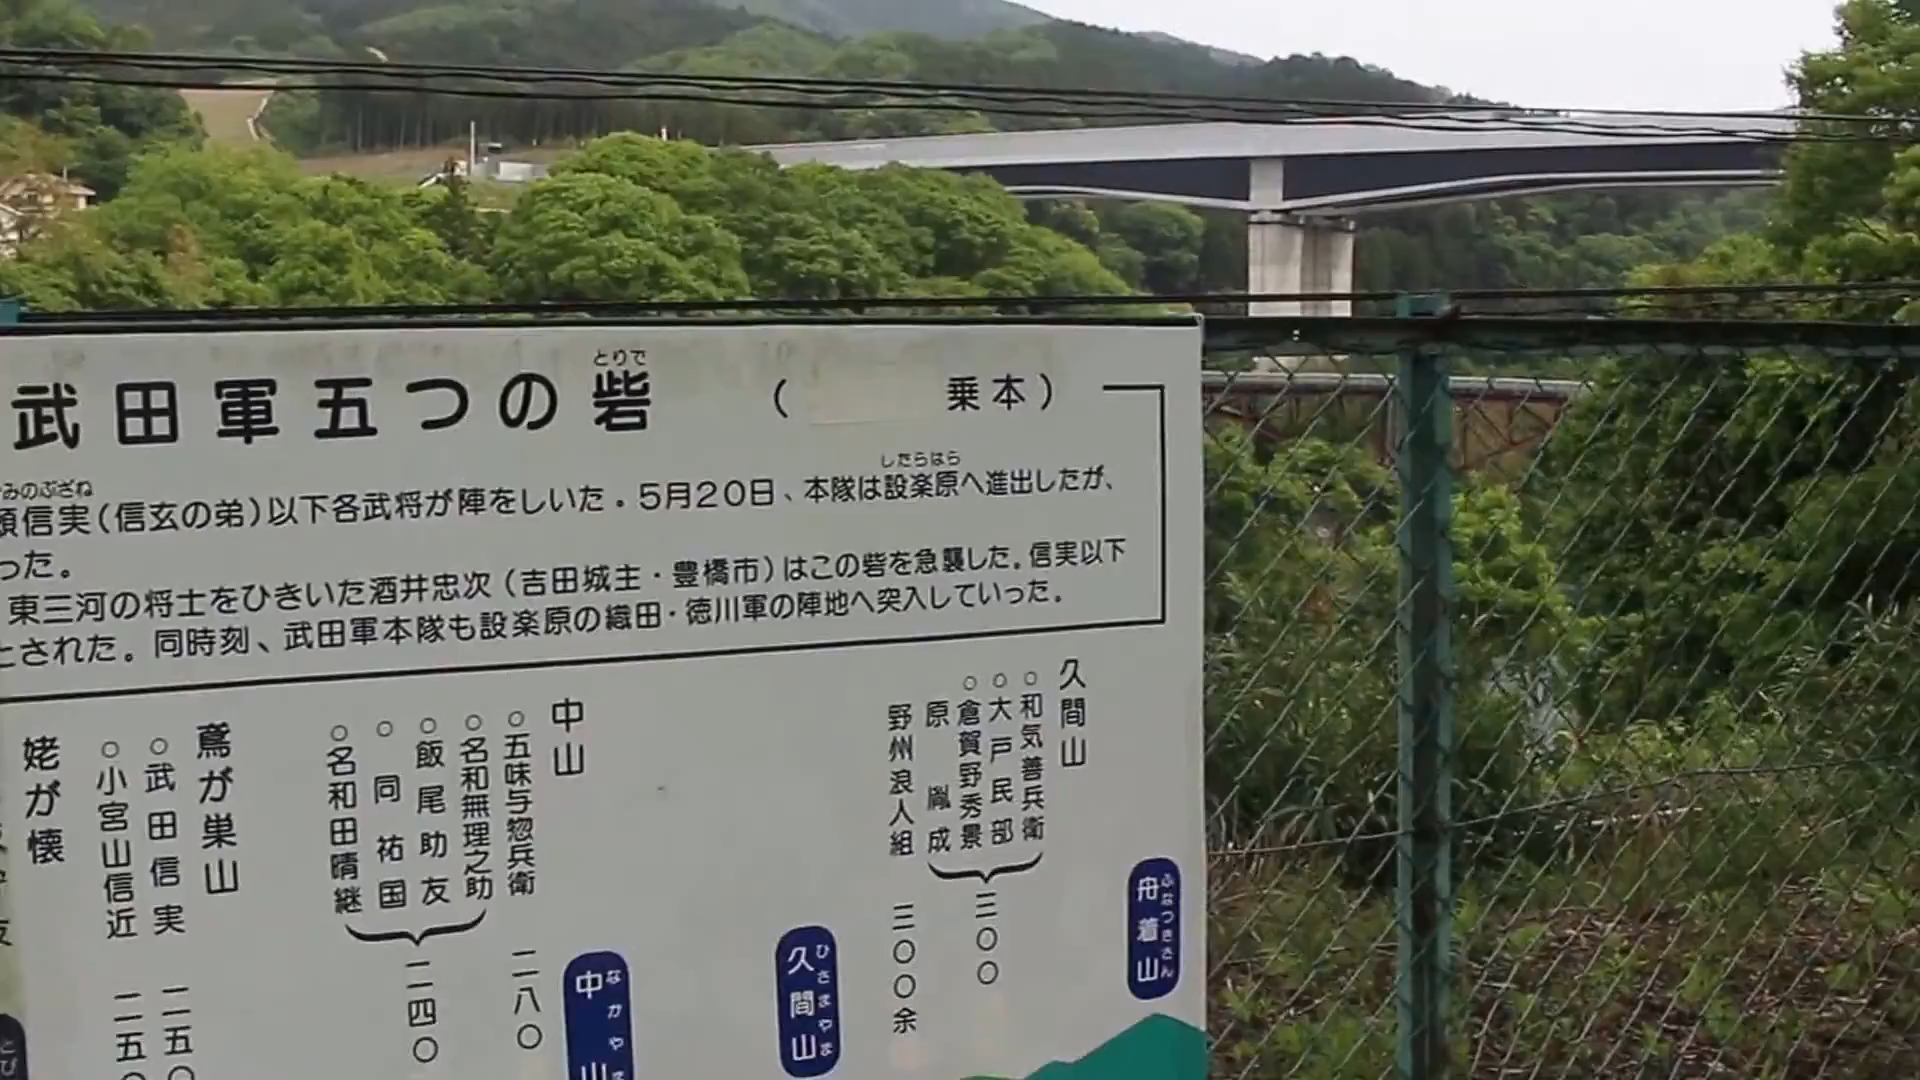 武田軍五つの砦 ( 乗本)
とりで
みのぶざね
したらはら
信実(信玄の弟)以下各武将が陣をしいた。5月20日、本隊は設楽原へ進出したが、
った。
東三河の将士をひきいた酒井忠次(吉田城主・豊橋市)はこの砦を急襲した。信実以下
とされた。同時刻、武田軍本隊も設楽原の織田・徳川軍の陣地へ突入していった。
久間山
○和気善兵衛
○大戸民部
○倉賀野秀景
原胤成
三〇〇
野州浪人組 三〇〇余
中山
○五味与惣兵衛 二八〇
○名和無理之助
○飯尾助友
○同祐国
○名和田晴継
二四〇
鳶が巣山
○武田信実 二五〇
○小宮山信近 二五〇
姥が懐
舟着山
ふなつきさん
久間山
ひさまやま
中山
なかやま
とび